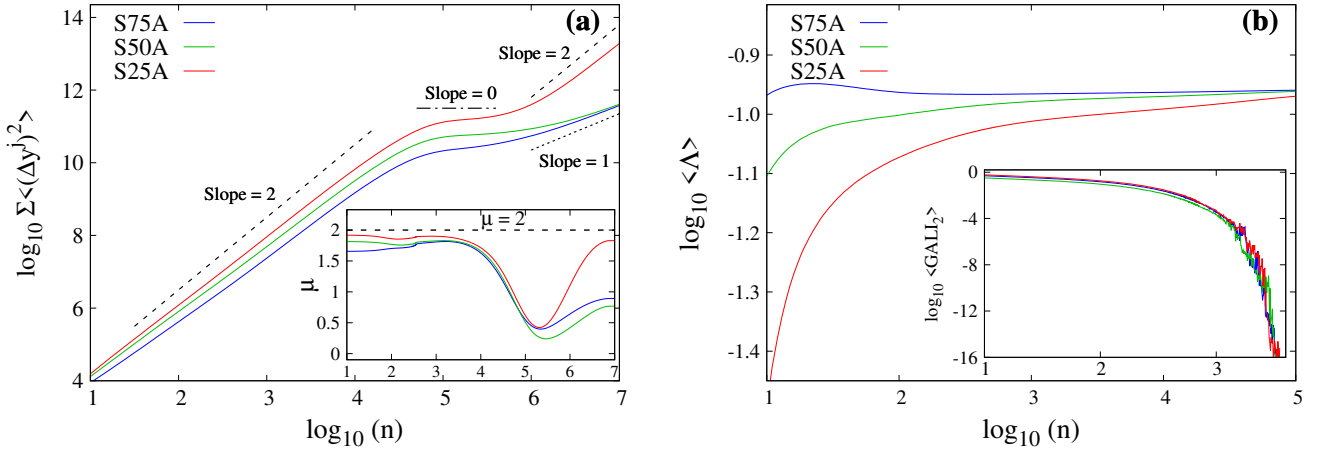 (a)
S75A
S50A
S25A
Slope = 2
Slope = 0
Slope = 2
Slope = 1
log₁₀ Σ<(Δyʲ)²>
14
12
10
8
6
4
1 2 3 4 5 6 7
log₁₀ (n)
μ = 2
μ
2
1.5
1
0.5
0
1 2 3 4 5 6 7
(b)
S75A
S50A
S25A
log₁₀ <Λ>
-0.9
-1.0
-1.1
-1.2
-1.3
-1.4
1 2 3 4 5
log₁₀ (n)
log₁₀ <GALI₂>
0
-4
-8
-12
-16
1 2 3